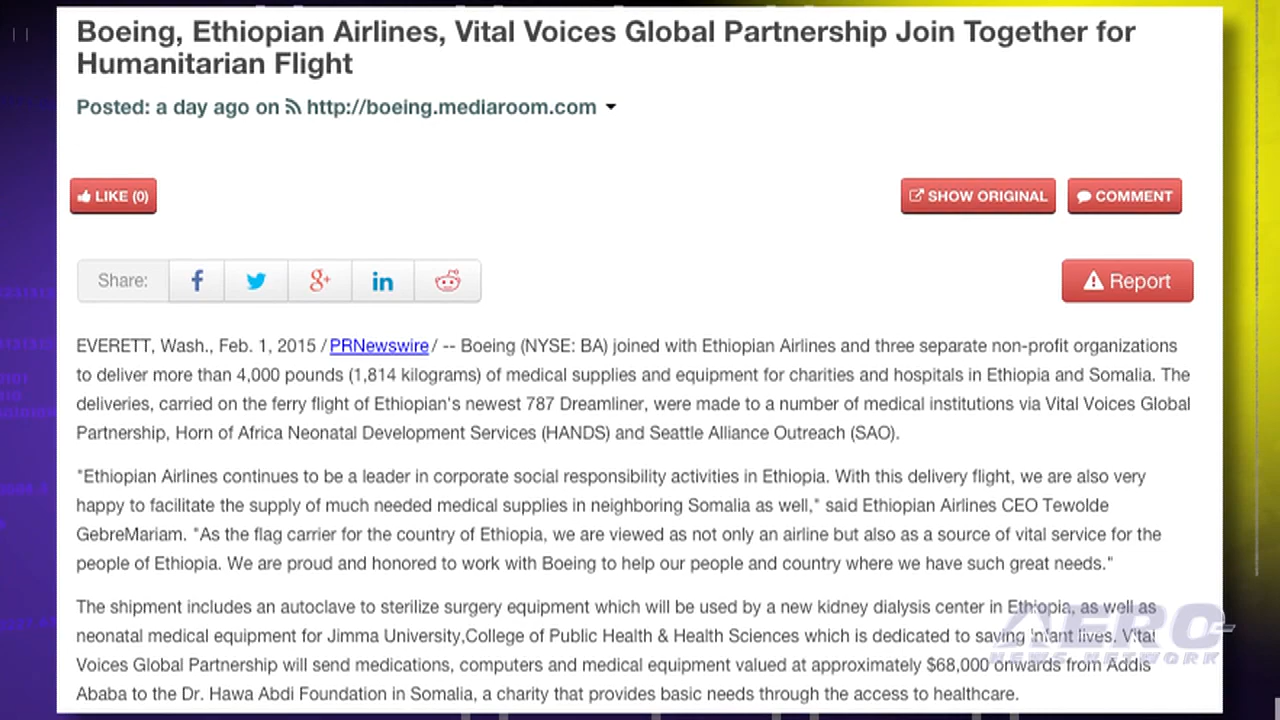 Boeing, Ethiopian Airlines, Vital Voices Global Partnership Join Together for
Humanitarian Flight
Posted: a day ago on http://boeing.mediaroom.com
LIKE (0)
SHOW ORIGINAL
COMMENT
Share:
Report
EVERETT, Wash., Feb. 1, 2015 /PRNewswire/ -- Boeing (NYSE: BA) joined with Ethiopian Airlines and three separate non-profit organizations
to deliver more than 4,000 pounds (1,814 kilograms) of medical supplies and equipment for charities and hospitals in Ethiopia and Somalia. The
deliveries, carried on the ferry flight of Ethiopian's newest 787 Dreamliner, were made to a number of medical institutions via Vital Voices Global
Partnership, Horn of Africa Neonatal Development Services (HANDS) and Seattle Alliance Outreach (SAO).
"Ethiopian Airlines continues to be a leader in corporate social responsibility activities in Ethiopia. With this delivery flight, we are also very
happy to facilitate the supply of much needed medical supplies in neighboring Somalia as well," said Ethiopian Airlines CEO Tewolde
GebreMariam. "As the flag carrier for the country of Ethiopia, we are viewed as not only an airline but also as a source of vital service for the
people of Ethiopia. We are proud and honored to work with Boeing to help our people and country where we have such great needs."
The shipment includes an autoclave to sterilize surgery equipment which will be used by a new kidney dialysis center in Ethiopia, as well as
neonatal medical equipment for Jimma University,College of Public Health & Health Sciences which is dedicated to saving infant lives. Vital
Voices Global Partnership will send medications, computers and medical equipment valued at approximately $68,000 onwards from Addis
Ababa to the Dr. Hawa Abdi Foundation in Somalia, a charity that provides basic needs through the access to healthcare.
AERO
NEWS NETWORK